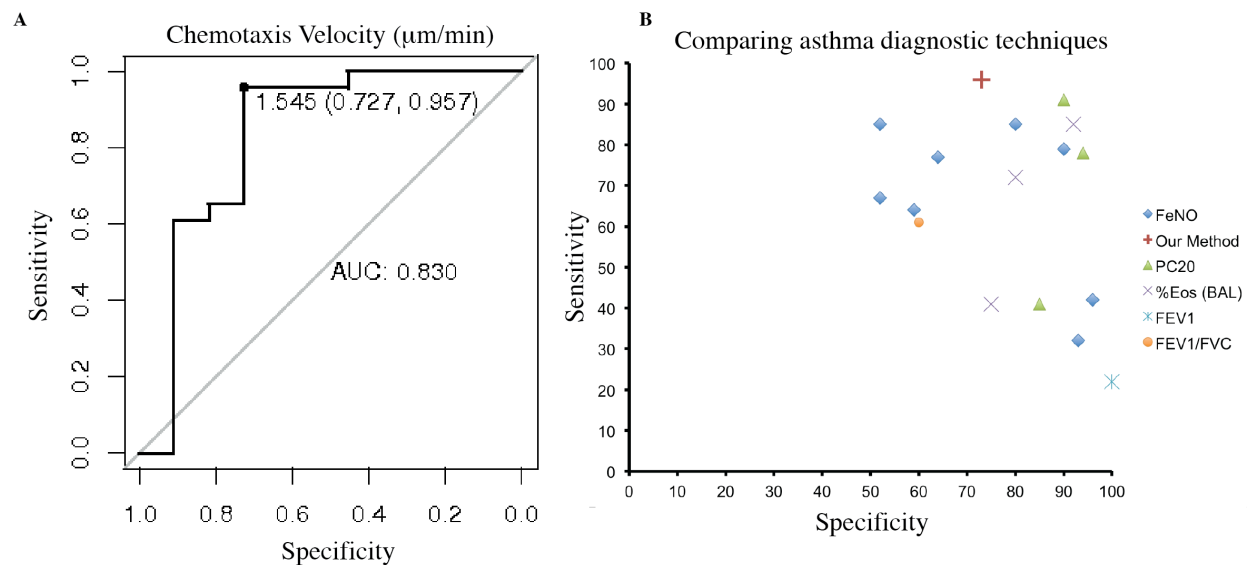 A
Chemotaxis Velocity (μm/min)
Sensitivity
1.0
0.8
0.6
0.4
0.2
0.0
1.545 (0.727, 0.957)
AUC: 0.830
1.0 0.8 0.6 0.4 0.2 0.0
Specificity
B
Comparing asthma diagnostic techniques
Sensitivity
100
90
80
70
60
50
40
30
20
10
0
0 10 20 30 40 50 60 70 80 90 100
Specificity
FeNO
Our Method
PC20
%Eos (BAL)
FEV1
FEV1/FVC